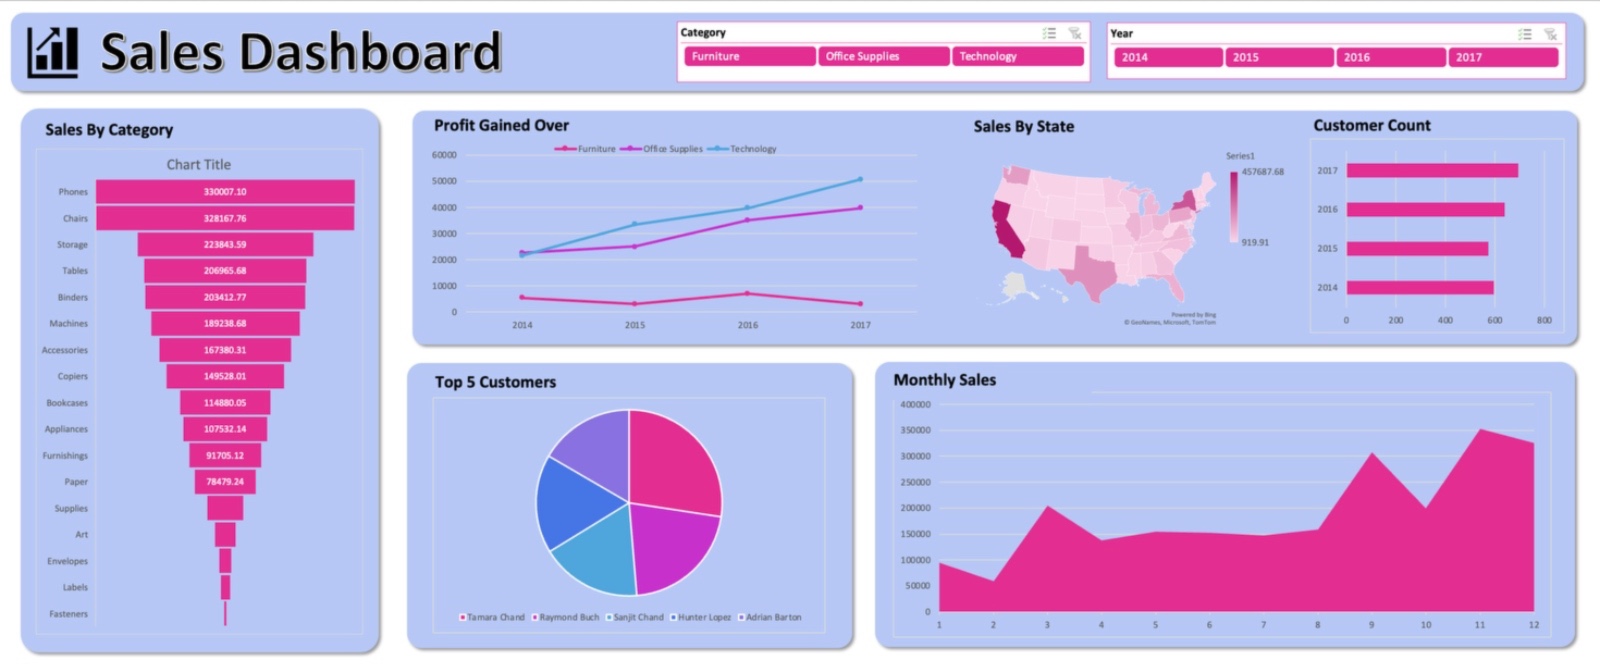 Sales Dashboard
Category
Furniture Office Supplies Technology
Year
2014 2015 2016 2017
Sales By Category
Chart Title
Phones 330007.10
Chairs 328167.76
Storage 223843.59
Tables 206965.68
Binders 203412.77
Machines 189238.68
Accessories 167380.31
Copiers 149528.01
Bookcases 114880.05
Appliances 107532.14
Furnishings 91705.12
Paper 78479.24
Supplies
Art
Envelopes
Labels
Fasteners
Profit Gained Over
Furniture Office Supplies Technology
60000
50000
40000
30000
20000
10000
0
2014 2015 2016 2017
Sales By State
Series1
457687.68
919.91
Powered by Bing
© GeoNames, Microsoft, TomTom
Customer Count
2017
2016
2015
2014
0 200 400 600 800
Top 5 Customers
Tamara Chand Raymond Buch Sanjit Chand Hunter Lopez Adrian Barton
Monthly Sales
400000
350000
300000
250000
200000
150000
100000
50000
0
1 2 3 4 5 6 7 8 9 10 11 12